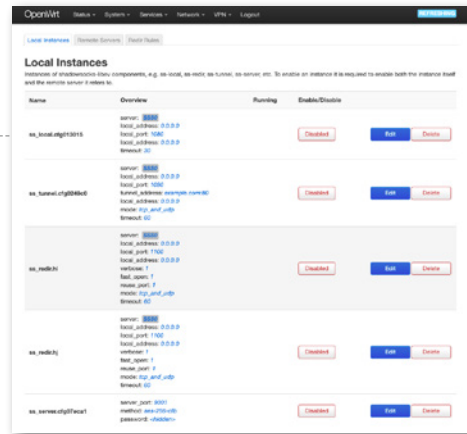 OpenWrt Status System Services Network VPN Logout REFRESHING
Local Instances Remote Servers Redir Rules
Local Instances
Instances of shadowsocks-libev components, e.g. ss-local, ss-redir, ss-tunnel, ss-server, etc. To enable an instance it is required to enable both the instance itself
and the remote server it refers to.
Name Overview Running Enable/Disable
server:
local_address: 0.0.0.0
ss_local.cfg013015 local_port: 1080 Disabled Edit Delete
local_address: 0.0.0.0
timeout: 30
server:
local_port: 1090
ss_tunnel. tunnel_address: example.com:80 Disabled Edit Delete
local_address: 0.0.0.0
mode: tcp_and_udp
timeout: 60
server:
local_port: 1100
local_address: 0.0.0.0
verbose: 1
ss_redir.hi fast_open: 1 Disabled Edit Delete
reuse_port: 1
mode: tcp_and_udp
timeout: 60
server:
local_port: 1100
local_address: 0.0.0.0
ss_redir.hj verbose: 1 Disabled Edit Delete
fast_open: 1
reuse_port: 1
mode: tcp_and_udp
timeout: 60
server_port: 9001
ss_server. method: aes-256-cfb Disabled Edit Delete
password: <hidden>